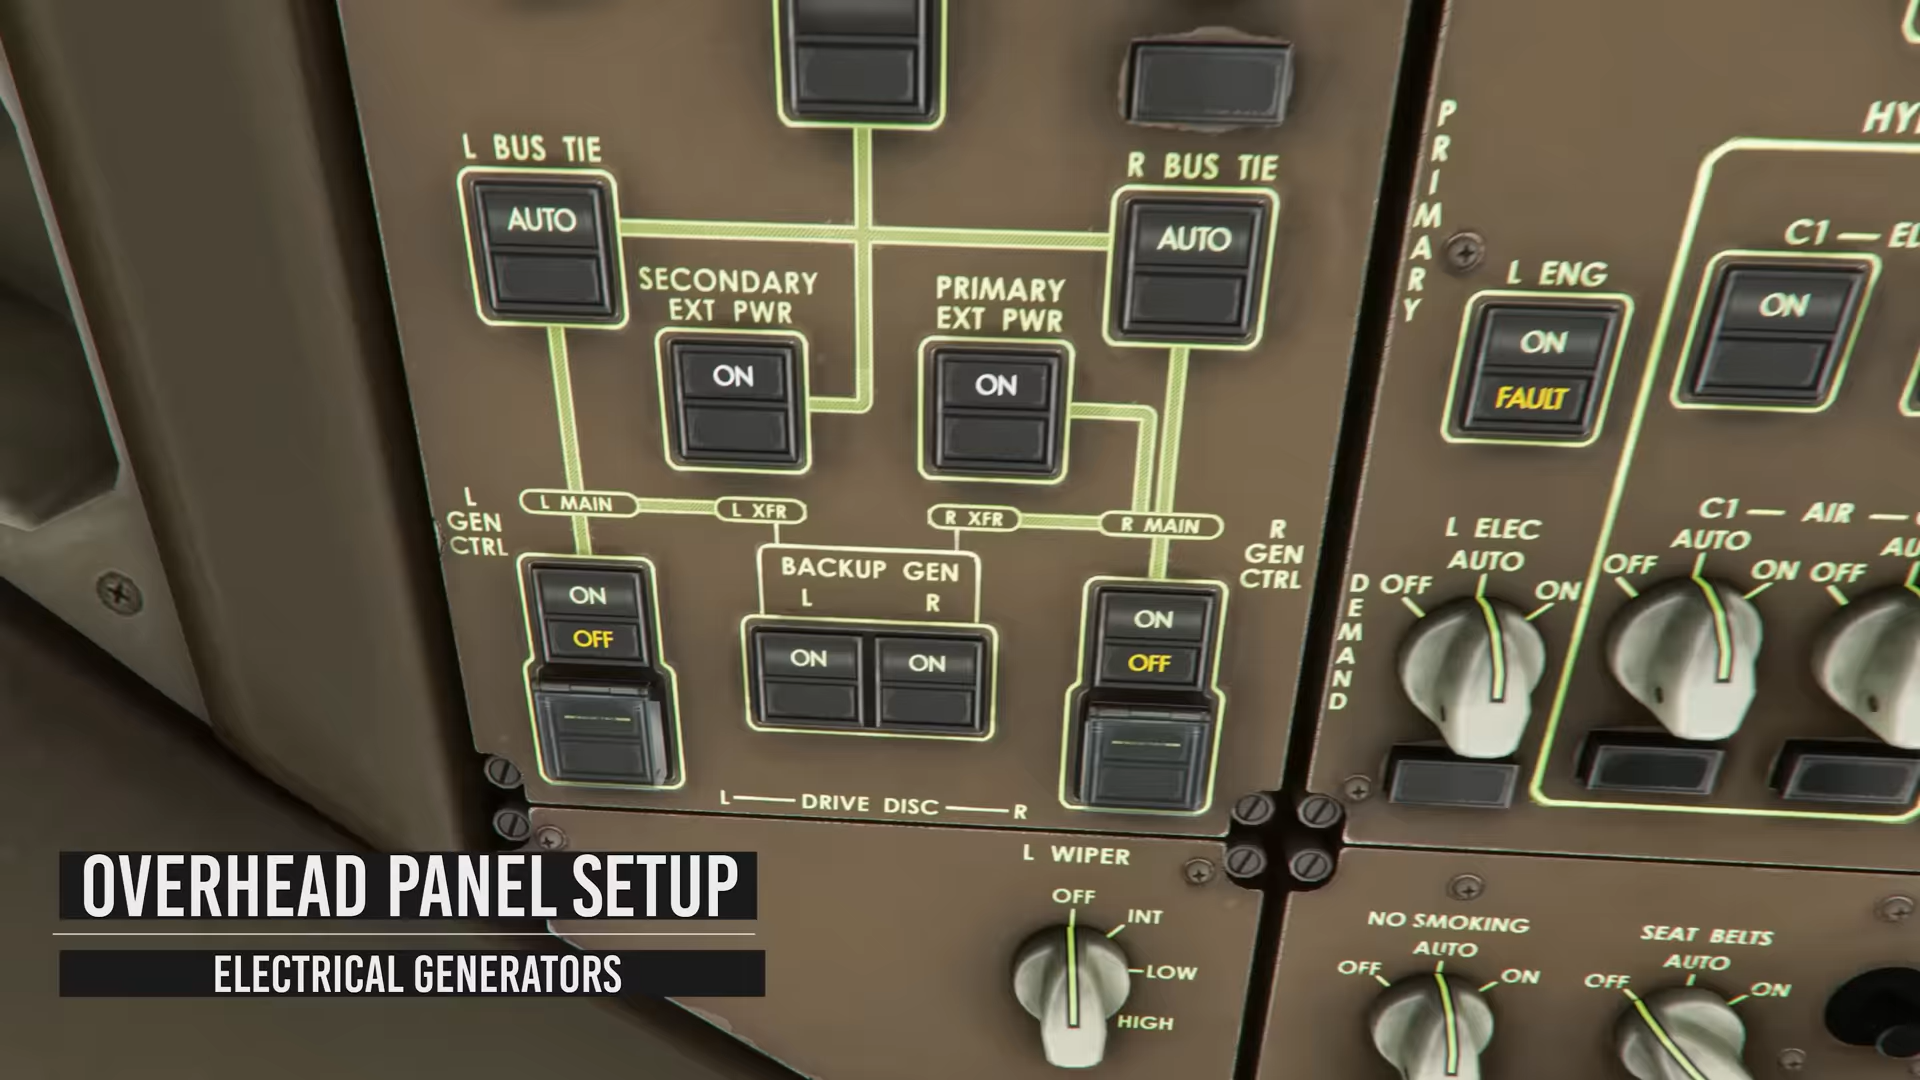 L BUS TIE
AUTO
R BUS TIE
AUTO
SECONDARY
EXT PWR
ON
PRIMARY
EXT PWR
ON
L MAIN
L XFR
R XFR
R MAIN
L
GEN
CTRL
ON
OFF
BACKUP GEN
L R
ON ON
R
GEN
CTRL
ON
OFF
L DRIVE DISC R
PRIMARY
L ENG
ON
FAULT
C1
ON
DEMAND
L ELEC
AUTO
OFF
ON
C1 — AIR —
AUTO
OFF
ON
OFF
L WIPER
OFF
INT
LOW
HIGH
NO SMOKING
AUTO
OFF
ON
SEAT BELTS
AUTO
OFF
ON
OVERHEAD PANEL SETUP
ELECTRICAL GENERATORS